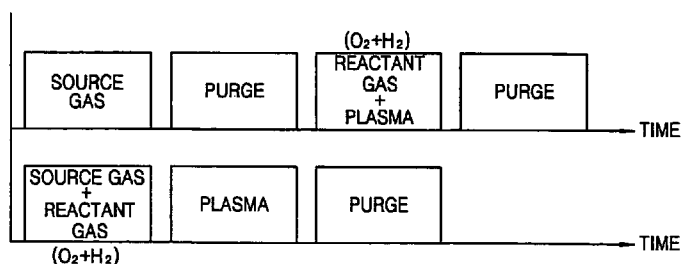 (O₂+H₂)
SOURCE
GAS
PURGE
REACTANT
GAS
+
PLASMA
PURGE
TIME
SOURCE GAS
+
REACTANT
GAS
PLASMA
PURGE
TIME
(O₂+H₂)